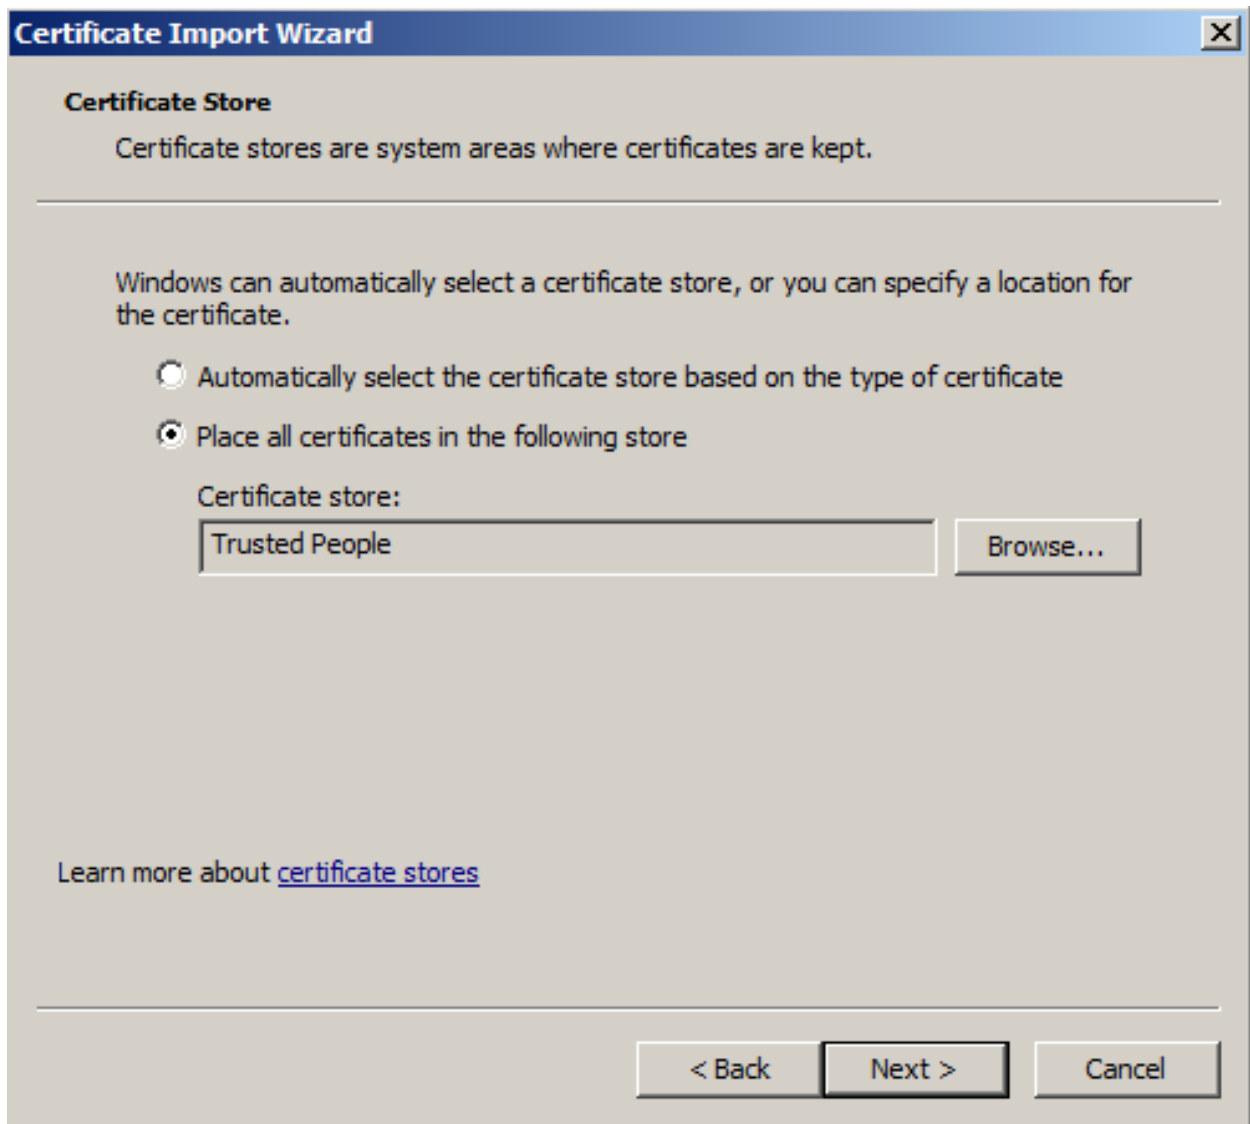 Certificate Import Wizard
Certificate Store
Certificate stores are system areas where certificates are kept.
Windows can automatically select a certificate store, or you can specify a location for
the certificate.
Automatically select the certificate store based on the type of certificate
Place all certificates in the following store
Certificate store:
Trusted People
Browse...
Learn more about certificate stores
< Back
Next >
Cancel